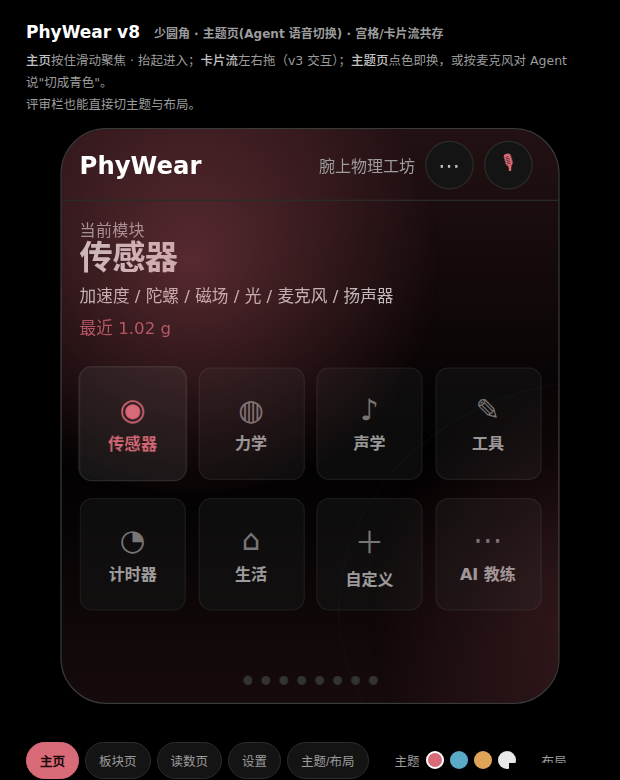 PhyWear v8 少圆角 · 主题页(Agent 语音切换) · 宫格/卡片流共存
主页按住滑动聚焦 · 抬起进入; 卡片流左右拖（v3 交互）; 主题页点色即换，或按麦克风对 Agent
说"切成青色"。
评审栏也能直接切主题与布局。
PhyWear 腕上物理工坊
当前模块
传感器
加速度 / 陀螺 / 磁场 / 光 / 麦克风 / 扬声器
最近 1.02 g
传感器 力学 声学 工具
计时器 生活 自定义 AI 教练
主页 板块页 读数页 设置 主题/布局 主题 布局